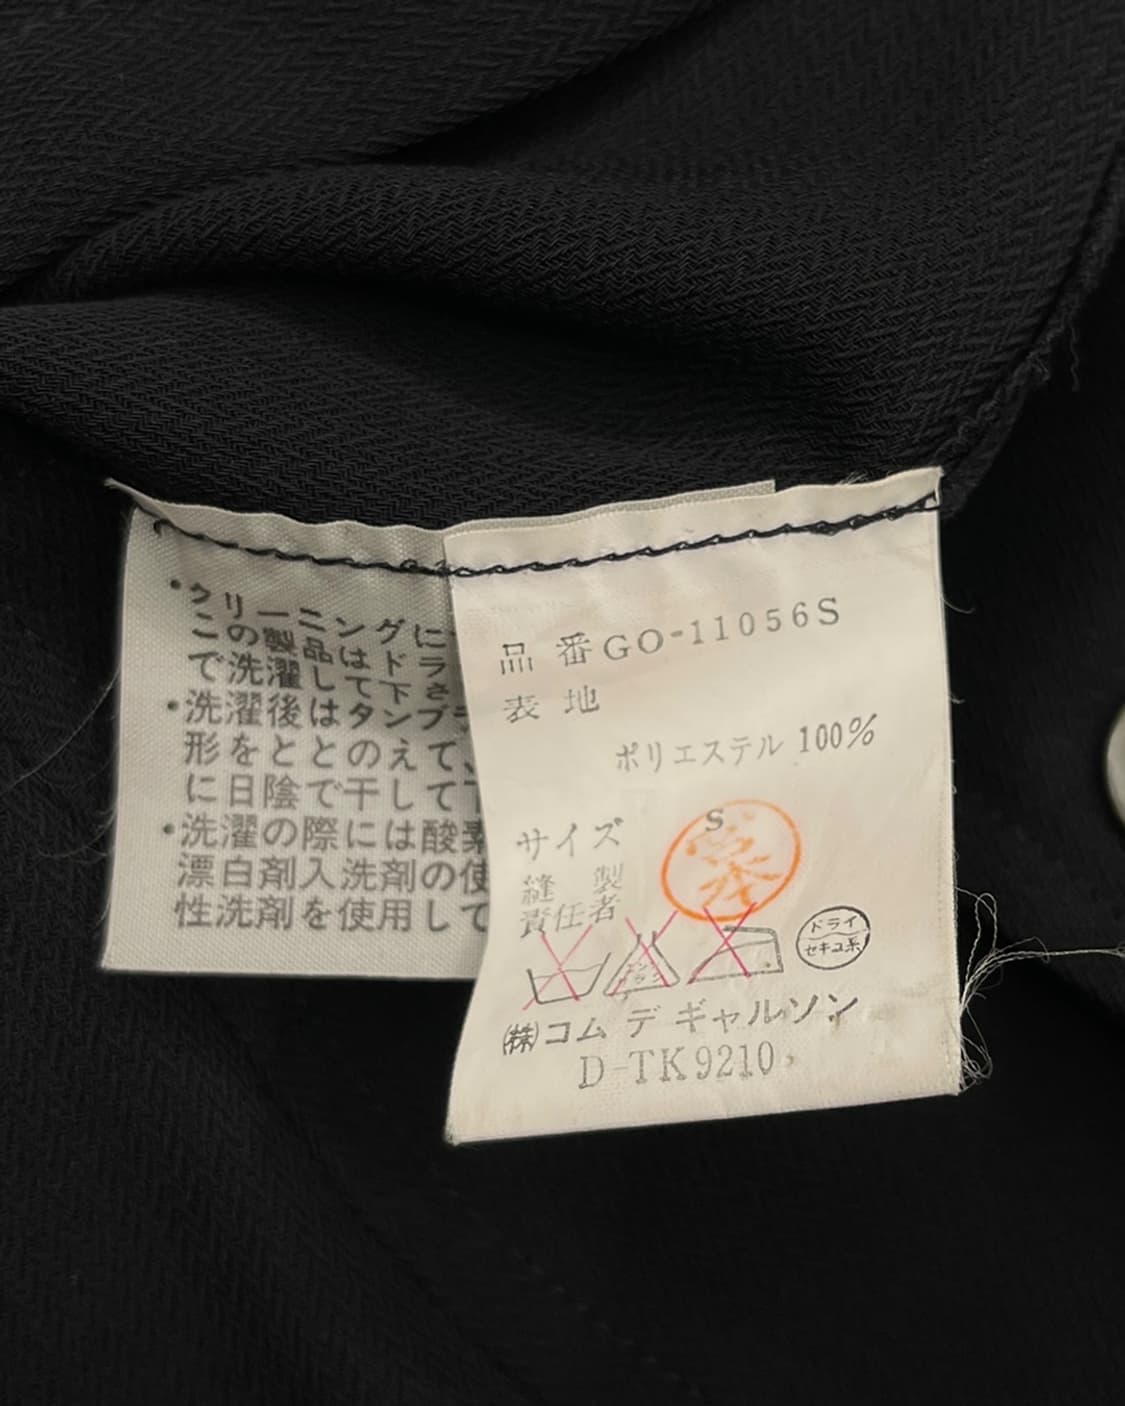 ・クリーニングに
この製品はドラ
で洗濯して下さ
・洗濯後はタンブラ
形をととのえて、
に日陰で干して下
・洗濯の際には酸素
漂白剤入洗剤の使
性洗剤を使用して
品 番 GO-11056S
表 地
ポリエステル 100%
サイズ S
縫 製
責任者
ドライ
セキユ系
(株)コム デ ギャルソン
D-TK9210